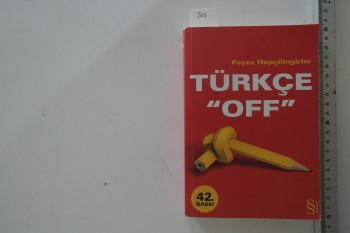 Feyza Hepçilingirler
TÜRKÇE
“OFF”
42.
BASKI